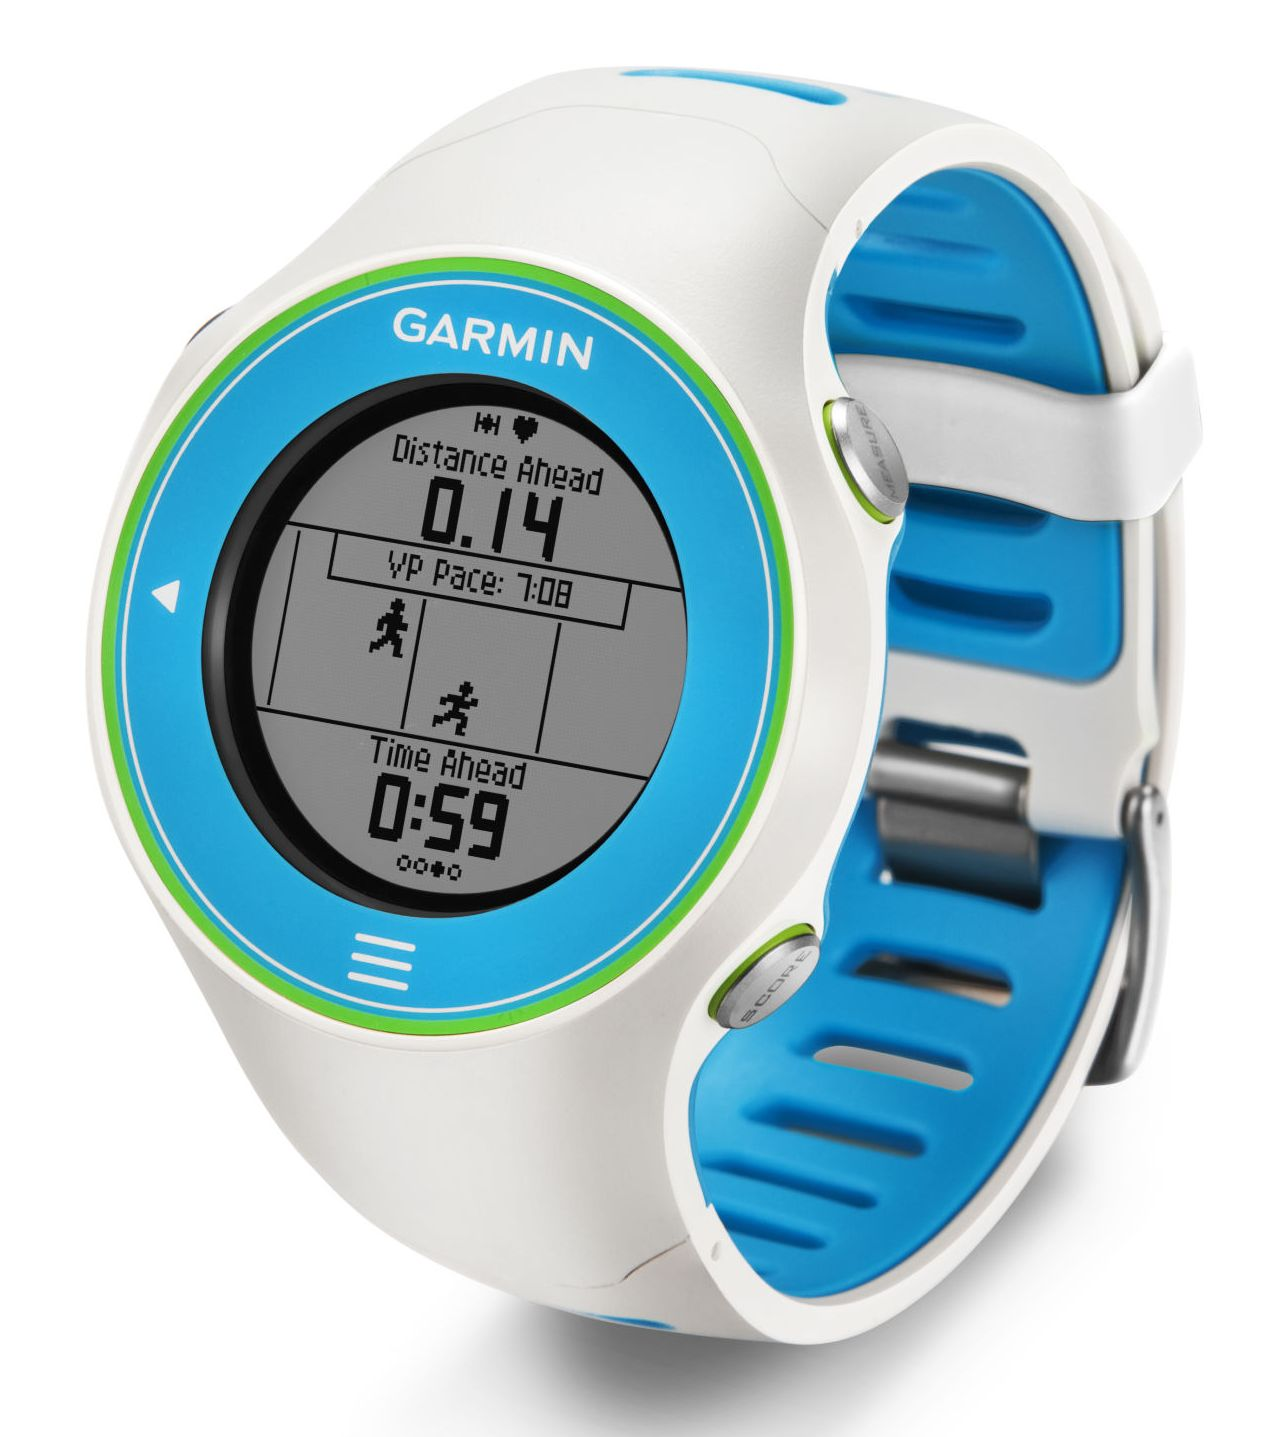 GARMIN
Distance Ahead
0.14
VP Pace: 7:08
Time Ahead
0:59
MEASURE
SCORE